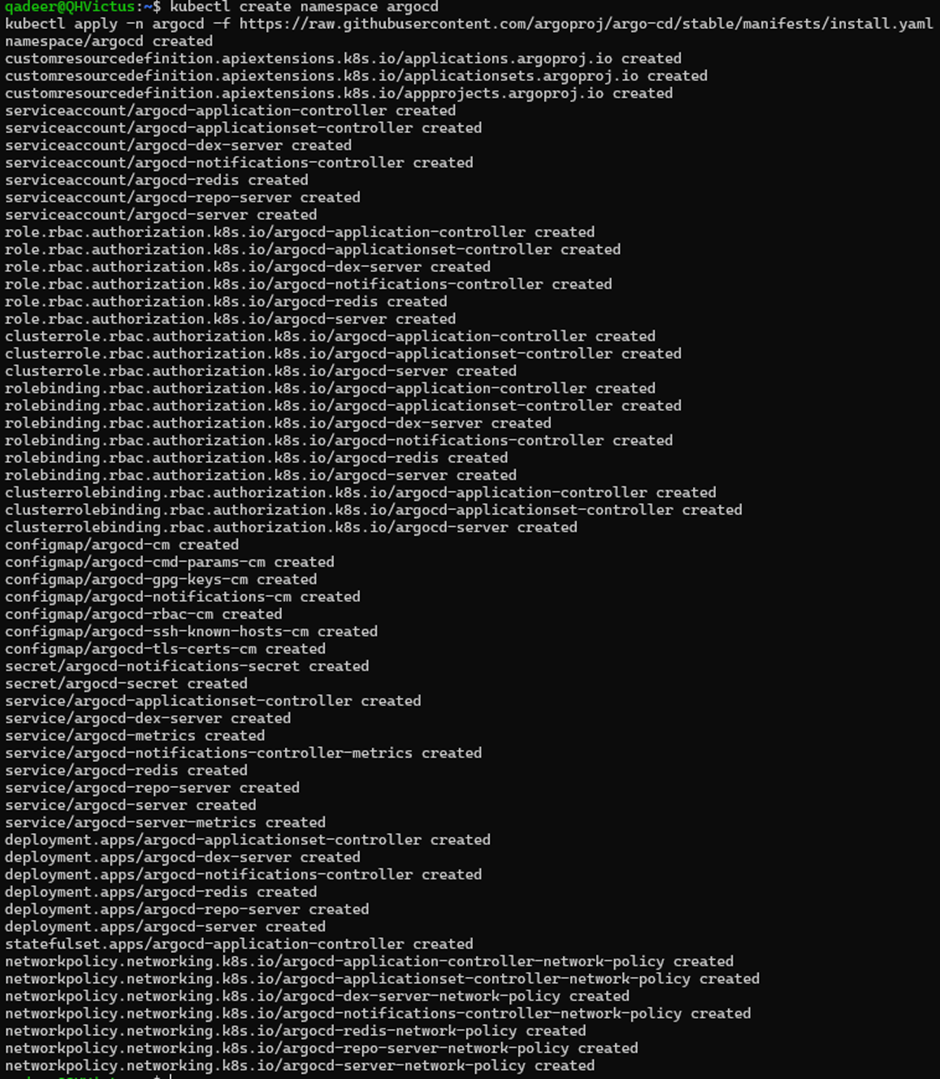 qadeer@QHVictus:~$ kubectl create namespace argocd
kubectl apply -n argocd -f https://raw.githubusercontent.com/argoproj/argo-cd/stable/manifests/install.yaml
namespace/argocd created
customresourcedefinition.apiextensions.k8s.io/applications.argoproj.io created
customresourcedefinition.apiextensions.k8s.io/applicationsets.argoproj.io created
customresourcedefinition.apiextensions.k8s.io/appprojects.argoproj.io created
serviceaccount/argocd-application-controller created
serviceaccount/argocd-applicationset-controller created
serviceaccount/argocd-dex-server created
serviceaccount/argocd-notifications-controller created
serviceaccount/argocd-redis created
serviceaccount/argocd-repo-server created
serviceaccount/argocd-server created
role.rbac.authorization.k8s.io/argocd-application-controller created
role.rbac.authorization.k8s.io/argocd-applicationset-controller created
role.rbac.authorization.k8s.io/argocd-dex-server created
role.rbac.authorization.k8s.io/argocd-notifications-controller created
role.rbac.authorization.k8s.io/argocd-redis created
role.rbac.authorization.k8s.io/argocd-server created
clusterrole.rbac.authorization.k8s.io/argocd-application-controller created
clusterrole.rbac.authorization.k8s.io/argocd-applicationset-controller created
clusterrole.rbac.authorization.k8s.io/argocd-server created
rolebinding.rbac.authorization.k8s.io/argocd-application-controller created
rolebinding.rbac.authorization.k8s.io/argocd-applicationset-controller created
rolebinding.rbac.authorization.k8s.io/argocd-dex-server created
rolebinding.rbac.authorization.k8s.io/argocd-notifications-controller created
rolebinding.rbac.authorization.k8s.io/argocd-redis created
rolebinding.rbac.authorization.k8s.io/argocd-server created
clusterrolebinding.rbac.authorization.k8s.io/argocd-application-controller created
clusterrolebinding.rbac.authorization.k8s.io/argocd-applicationset-controller created
clusterrolebinding.rbac.authorization.k8s.io/argocd-server created
configmap/argocd-cm created
configmap/argocd-cmd-params-cm created
configmap/argocd-gpg-keys-cm created
configmap/argocd-notifications-cm created
configmap/argocd-rbac-cm created
configmap/argocd-ssh-known-hosts-cm created
configmap/argocd-tls-certs-cm created
secret/argocd-notifications-secret created
secret/argocd-secret created
service/argocd-applicationset-controller created
service/argocd-dex-server created
service/argocd-metrics created
service/argocd-notifications-controller-metrics created
service/argocd-redis created
service/argocd-repo-server created
service/argocd-server created
service/argocd-server-metrics created
deployment.apps/argocd-applicationset-controller created
deployment.apps/argocd-dex-server created
deployment.apps/argocd-notifications-controller created
deployment.apps/argocd-redis created
deployment.apps/argocd-repo-server created
deployment.apps/argocd-server created
statefulset.apps/argocd-application-controller created
networkpolicy.networking.k8s.io/argocd-application-controller-network-policy created
networkpolicy.networking.k8s.io/argocd-applicationset-controller-network-policy created
networkpolicy.networking.k8s.io/argocd-dex-server-network-policy created
networkpolicy.networking.k8s.io/argocd-notifications-controller-network-policy created
networkpolicy.networking.k8s.io/argocd-redis-network-policy created
networkpolicy.networking.k8s.io/argocd-repo-server-network-policy created
networkpolicy.networking.k8s.io/argocd-server-network-policy created